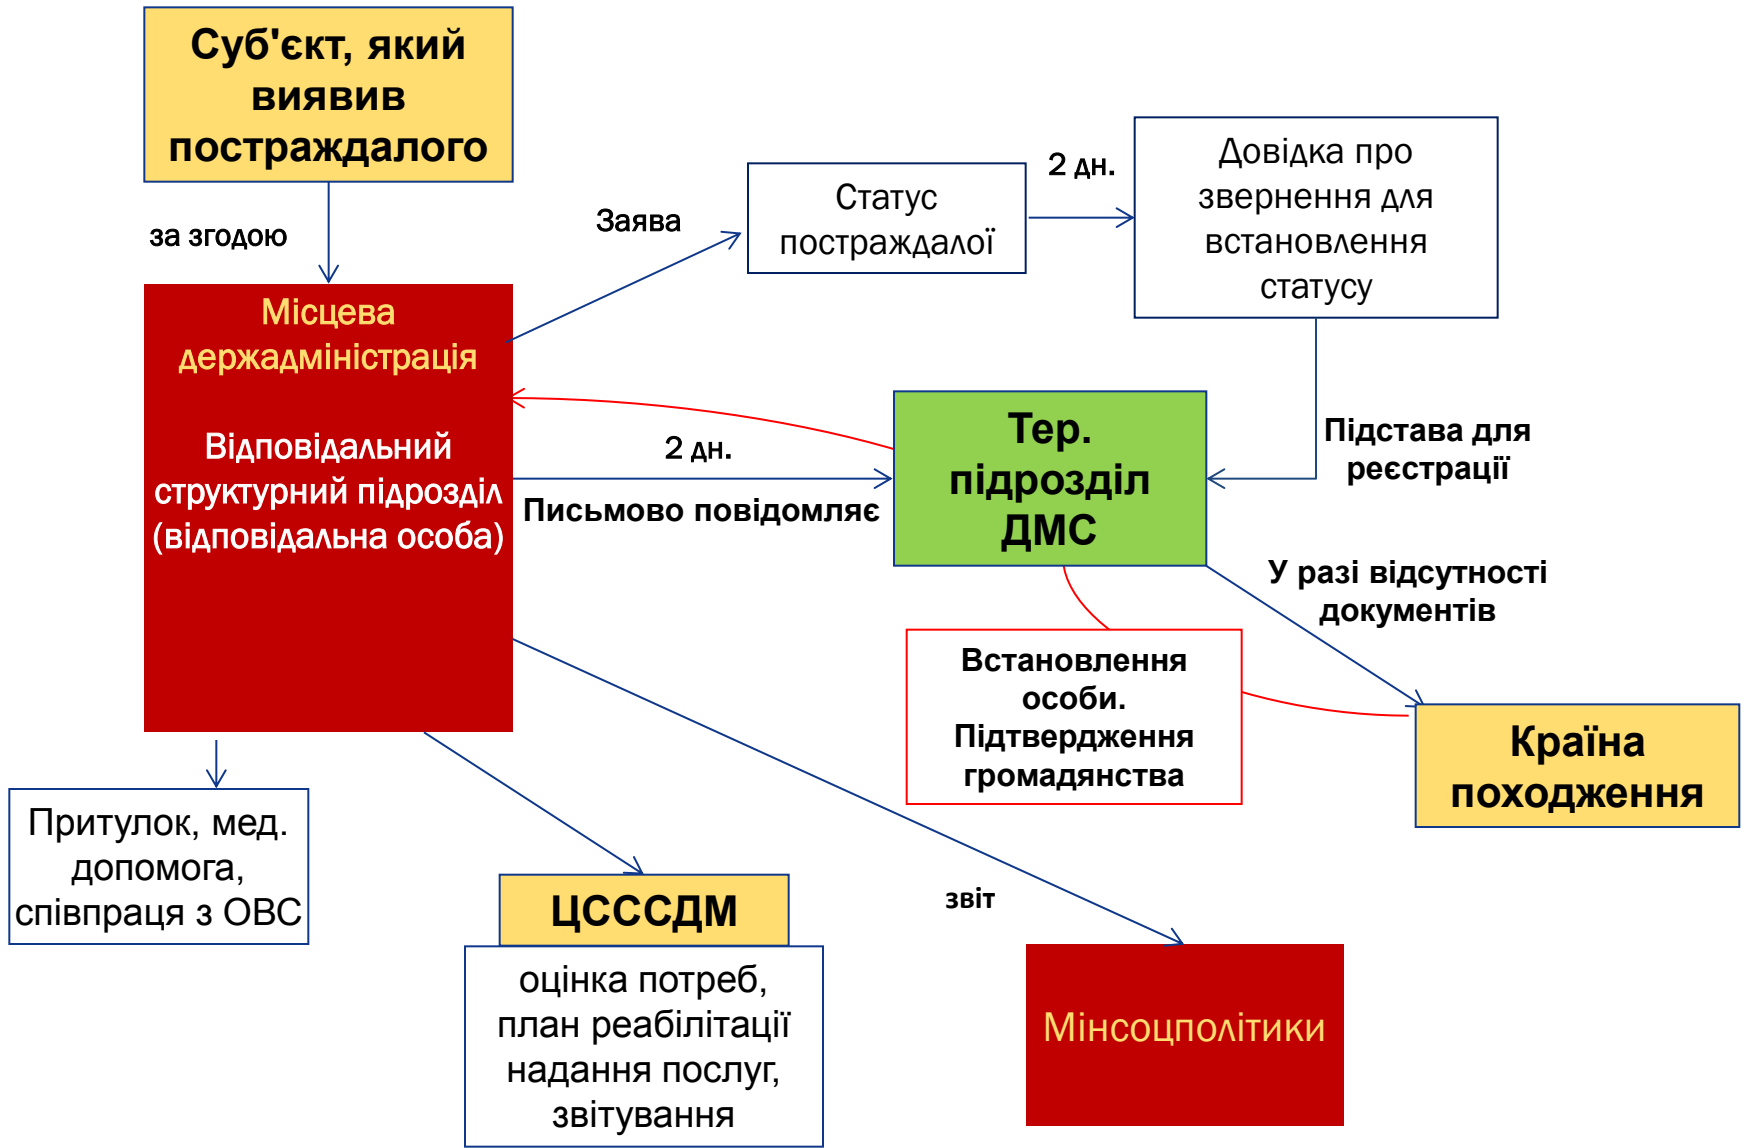 Суб'єкт, який
виявив
постраждалого
за згодою
Місцева
держадміністрація
Відповідальний
структурний підрозділ
(відповідальна особа)
Заява
Статус
постраждалої
2 дн.
Довідка про
звернення для
встановлення
статусу
2 дн.
Письмово повідомляє
Тер.
підрозділ
ДМС
Підстава для
реєстрації
У разі відсутності
документів
Встановлення
особи.
Підтвердження
громадянства
Країна
походження
Притулок, мед.
допомога,
співпраця з ОВС
ЦСССДМ
оцінка потреб,
план реабілітації
надання послуг,
звітування
звіт
Мінсоцполітики